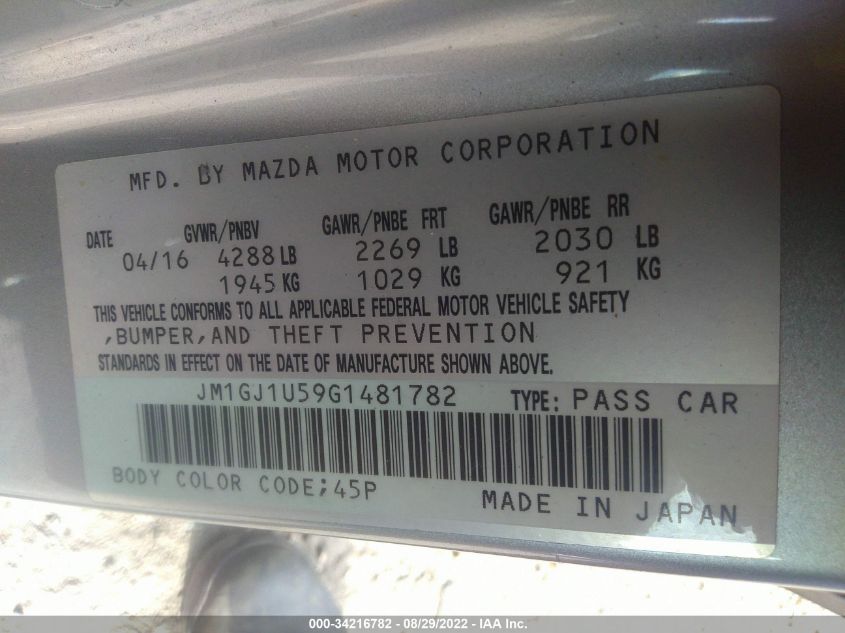 MFD. BY MAZDA MOTOR CORPORATION
DATE GVWR/PNBV GAWR/PNBE FRT GAWR/PNBE RR
04/16 4288 LB 2269 LB 2030 LB
1945 KG 1029 KG 921 KG
THIS VEHICLE CONFORMS TO ALL APPLICABLE FEDERAL MOTOR VEHICLE SAFETY
,BUMPER,AND THEFT PREVENTION
STANDARDS IN EFFECT ON THE DATE OF MANUFACTURE SHOWN ABOVE.
JM1GJ1U59G1481782 TYPE: PASS CAR
BODY COLOR CODE;45P MADE IN JAPAN
000-34216782 - 08/29/2022 - IAA Inc.